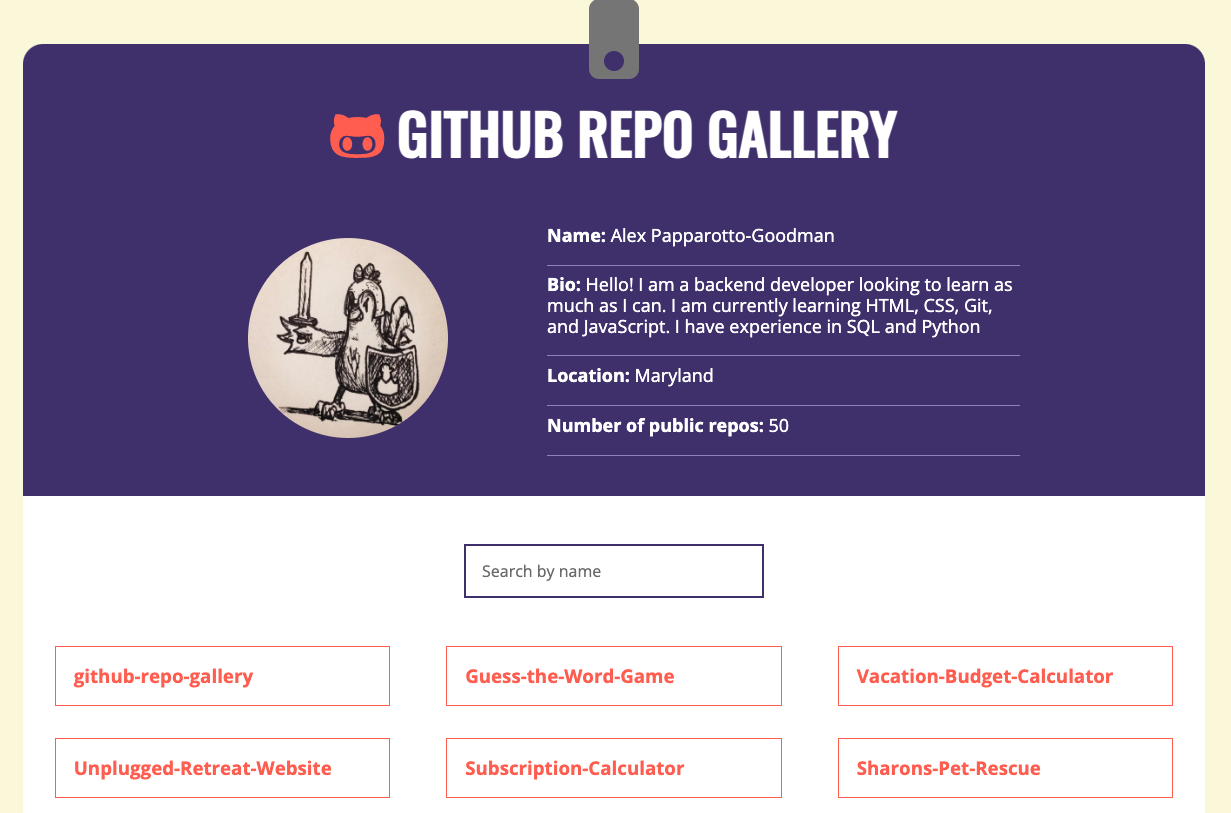 GITHUB REPO GALLERY
Name: Alex Papparotto-Goodman
Bio: Hello! I am a backend developer looking to learn as
much as I can. I am currently learning HTML, CSS, Git,
and JavaScript. I have experience in SQL and Python
Location: Maryland
Number of public repos: 50
Search by name
github-repo-gallery
Guess-the-Word-Game
Vacation-Budget-Calculator
Unplugged-Retreat-Website
Subscription-Calculator
Sharons-Pet-Rescue